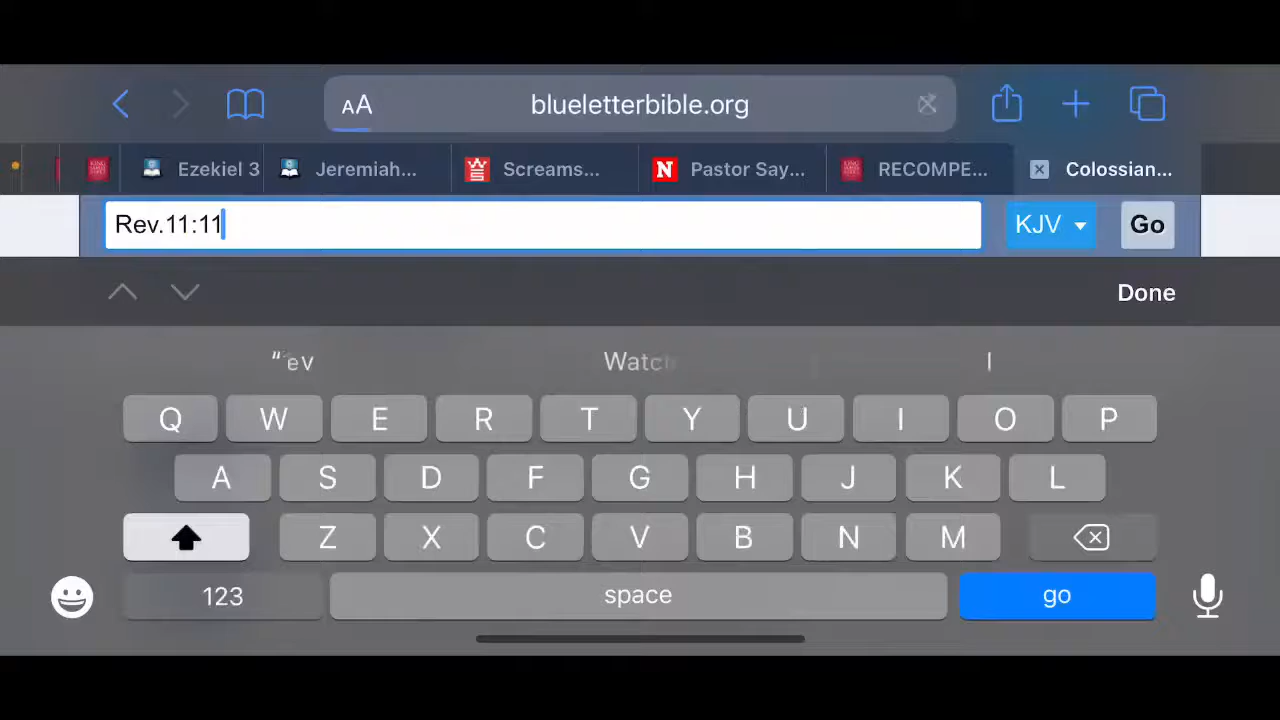 AA blueletterbible.org
Ezekiel 3 Jeremiah... Screams... N Pastor Say... RECOMPE... Colossian...
Rev.11:11 KJV Go
Done
I
Q W E R T Y U I O P
A S D F G H J K L
Z X C V B N M
123 space go